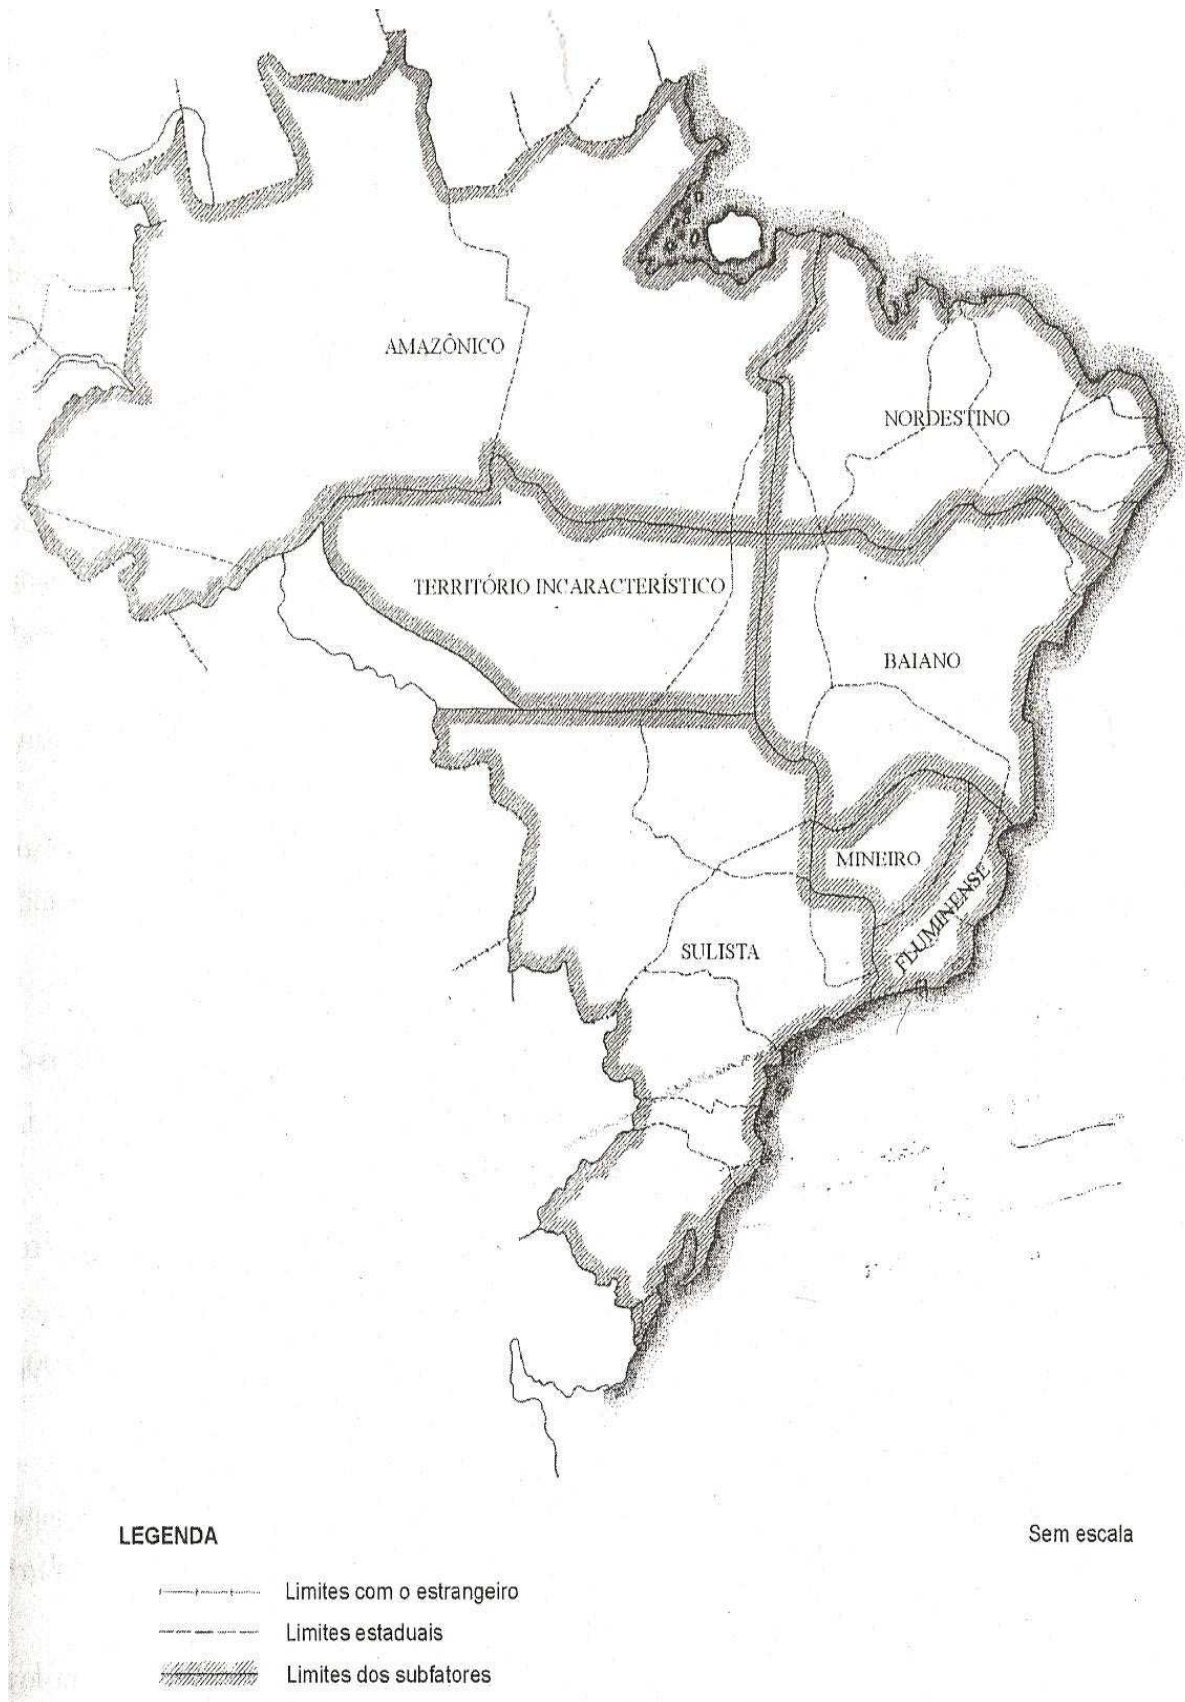 AMAZÔNICO
NORDESTINO
TERRITÓRIO INCARACTERÍSTICO
BAIANO
MINEIRO
FLUMINENSE
SULISTA
LEGENDA
Sem escala
Limites com o estrangeiro
Limites estaduais
Limites dos subfatores